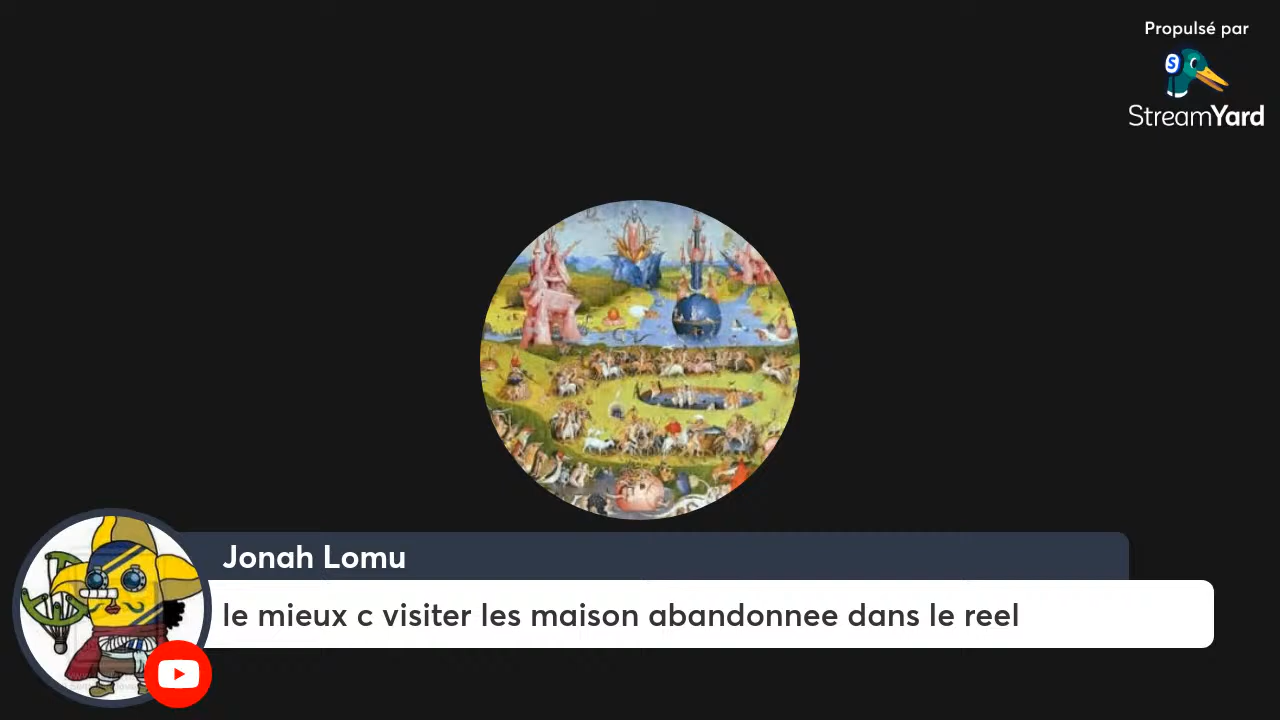 Propulsé par
StreamYard
Jonah Lomu
le mieux c visiter les maison abandonnee dans le reel